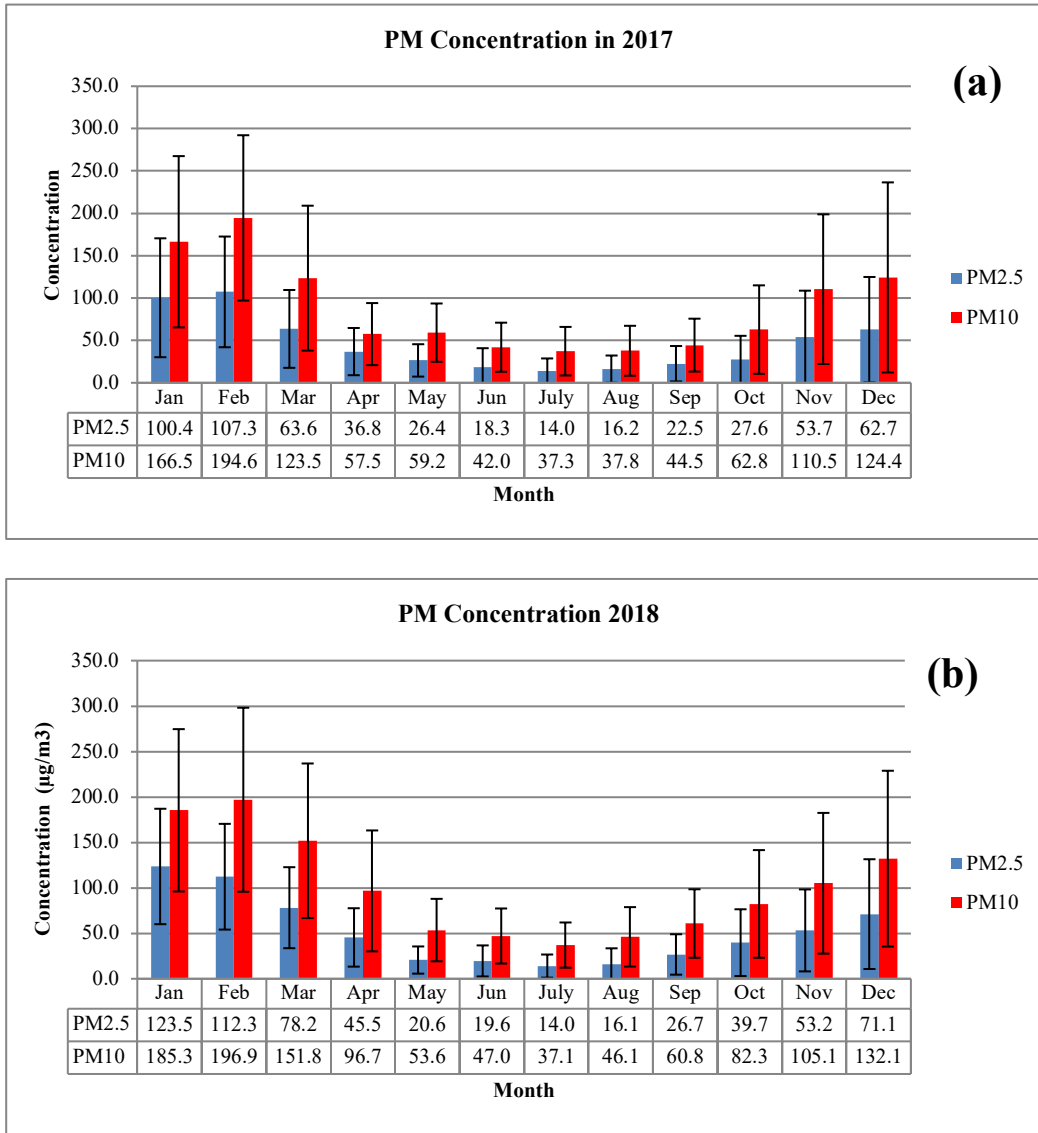 PM Concentration in 2017
(a)
350.0
300.0
250.0
200.0
150.0
100.0
50.0
0.0
Concentration
PM2.5
PM10
Jan Feb Mar Apr May Jun July Aug Sep Oct Nov Dec
PM2.5 100.4 107.3 63.6 36.8 26.4 18.3 14.0 16.2 22.5 27.6 53.7 62.7
PM10 166.5 194.6 123.5 57.5 59.2 42.0 37.3 37.8 44.5 62.8 110.5 124.4
Month
PM Concentration 2018
(b)
350.0
300.0
250.0
200.0
150.0
100.0
50.0
0.0
Concentration (µg/m3)
PM2.5
PM10
Jan Feb Mar Apr May Jun July Aug Sep Oct Nov Dec
PM2.5 123.5 112.3 78.2 45.5 20.6 19.6 14.0 16.1 26.7 39.7 53.2 71.1
PM10 185.3 196.9 151.8 96.7 53.6 47.0 37.1 46.1 60.8 82.3 105.1 132.1
Month